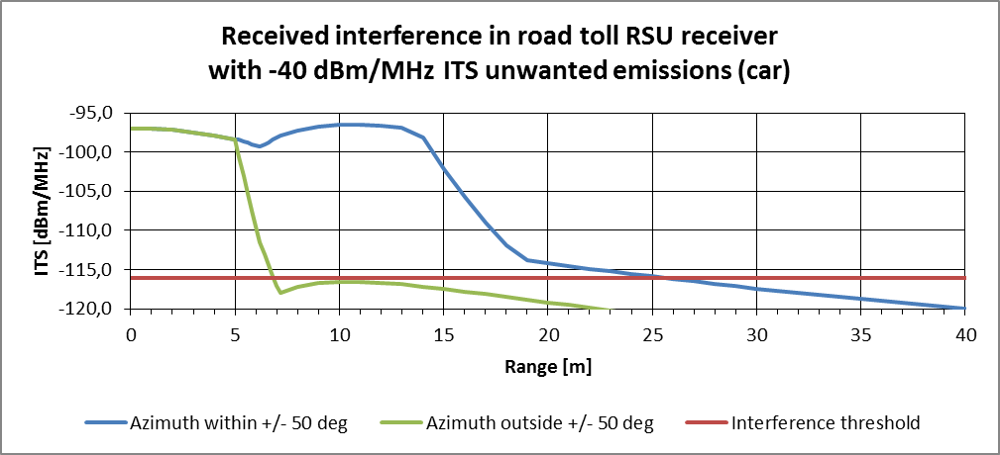 Received interference in road toll RSU receiver
with -40 dBm/MHz ITS unwanted emissions (car)
ITS [dBm/MHz]
-95,0
-100,0
-105,0
-110,0
-115,0
-120,0
0 5 10 15 20 25 30 35 40
Range [m]
Azimuth within +/- 50 deg Azimuth outside +/- 50 deg Interference threshold